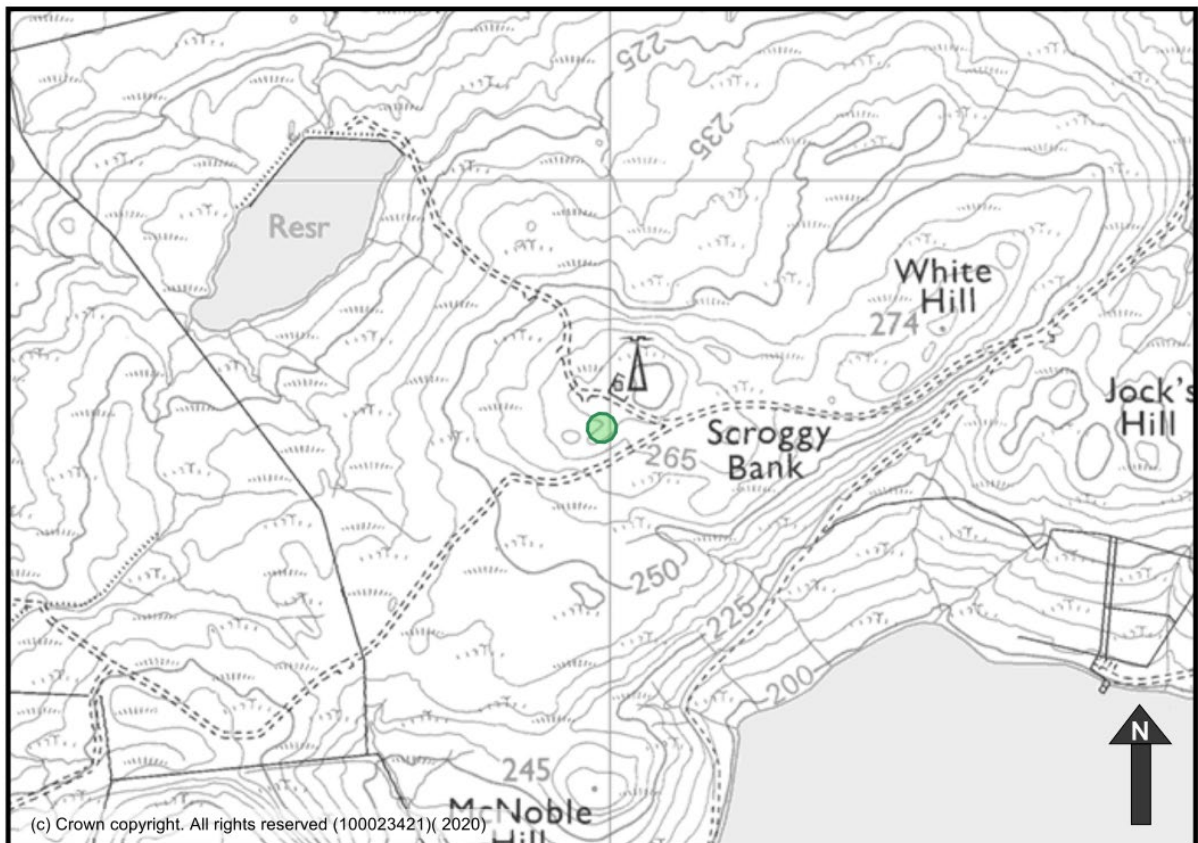 225
235
Resr
White
Hill
274
Jock's
Hill
Scroggy
Bank
265
250
225
200
N
245
McNoble
Hill
(c) Crown copyright. All rights reserved (100023421)( 2020)